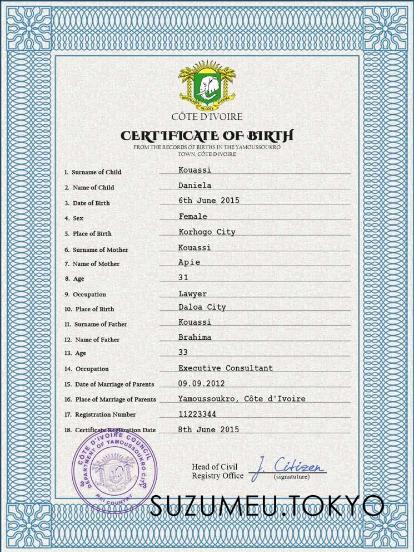 CÔTE D'IVOIRE
CERTIFICATE OF BIRTH
FROM THE RECORDS OF BIRTHS IN THE YAMOUSSOUKRO
TOWN, CÔTE D'IVOIRE
1. Surname of Child Kouassi
2. Name of Child Daniela
3. Date of Birth 6th June 2015
4. Sex Female
5. Place of Birth Korhogo City
6. Surname of Mother Kouassi
7. Name of Mother Apie
8. Age 31
9. Occupation Lawyer
10. Place of Birth Daloa City
11. Surname of Father Kouassi
12. Name of Father Brahima
13. Age 33
14. Occupation Executive Consultant
15. Date of Marriage of Parents 09.09.2012
16. Place of Marriage of Parents Yamoussoukro, Côte d'Ivoire
17. Registration Number 11223344
18. Certificate Registration Date 8th June 2015
CÔTE D'IVOIRE COUNCIL
DEPARTMENT OF YAMOUSSOUKRO CITY
COUNTRY
Head of Civil
Registry Office J. Citizen
(signature)
SUZUMEU.TOKYO